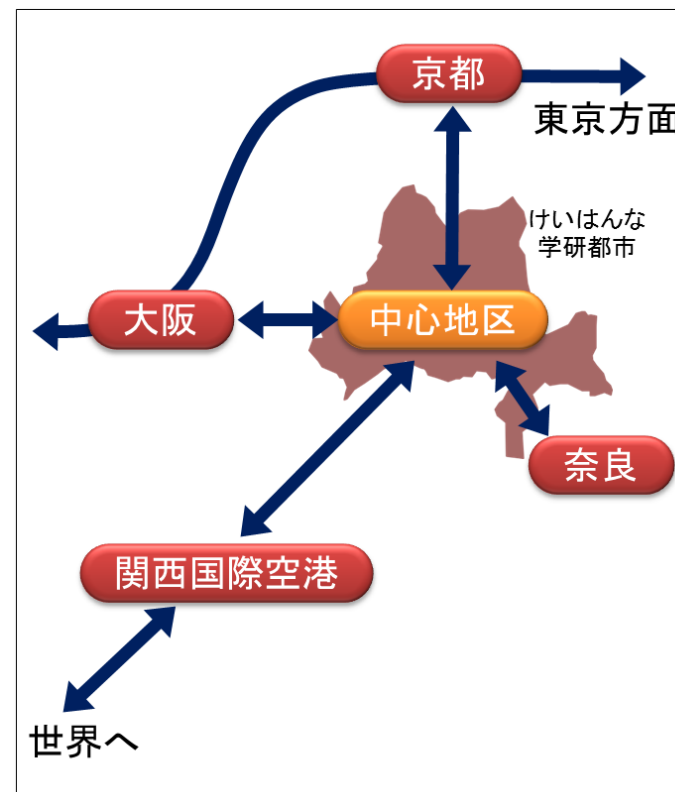 京都
東京方面
けいはんな
学研都市
大阪
中心地区
奈良
関西国際空港
世界へ